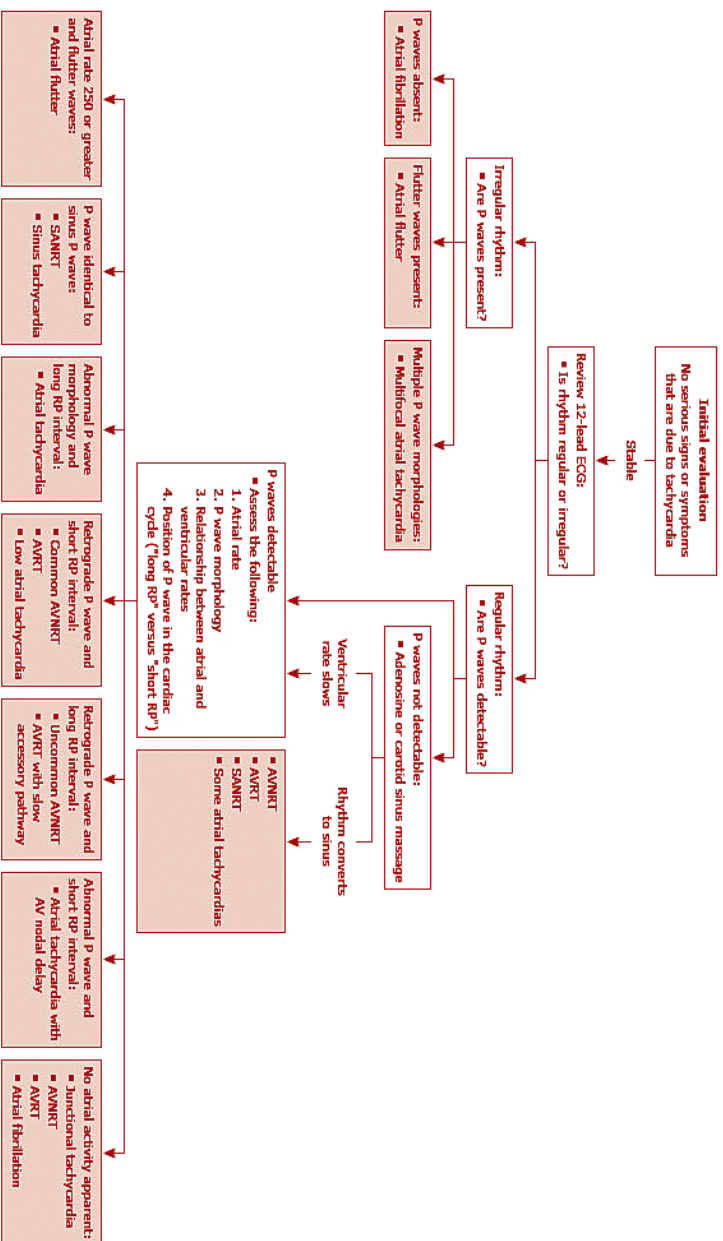 Initial evaluation
No serious signs or symptoms
that are due to tachycardia
Stable
Review 12-lead ECG:
▪ Is rhythm regular or irregular?
Irregular rhythm:
▪ Are P waves present?
Regular rhythm:
▪ Are P waves detectable?
P waves absent:
▪ Atrial fibrillation
Flutter waves present:
▪ Atrial flutter
Multiple P wave morphologies:
▪ Multifocal atrial tachycardia
P waves not detectable:
▪ Adenosine or carotid sinus massage
Ventricular
rate slows
Rhythm converts
to sinus
P waves detectable
▪ Assess the following:
1. Atrial rate
2. P wave morphology
3. Relationship between atrial and
ventricular rates
4. Position of P wave in the cardiac
cycle ("long RP" versus "short RP")
▪ AVNRT
▪ AVRT
▪ SANRT
▪ Some atrial tachycardias
Atrial rate 250 or greater
and flutter waves:
▪ Atrial flutter
P wave identical to
sinus P wave:
▪ SANRT
▪ Sinus tachycardia
Abnormal P wave
morphology and
long RP interval:
▪ Atrial tachycardia
Retrograde P wave and
short RP interval:
▪ Common AVNRT
▪ AVRT
▪ Low atrial tachycardia
Retrograde P wave and
long RP interval:
▪ Uncommon AVNRT
▪ AVRT with slow
accessory pathway
Abnormal P wave and
short RP interval:
▪ Atrial tachycardia with
AV nodal delay
No atrial activity apparent:
▪ Junctional tachycardia
▪ AVNRT
▪ AVRT
▪ Atrial fibrillation